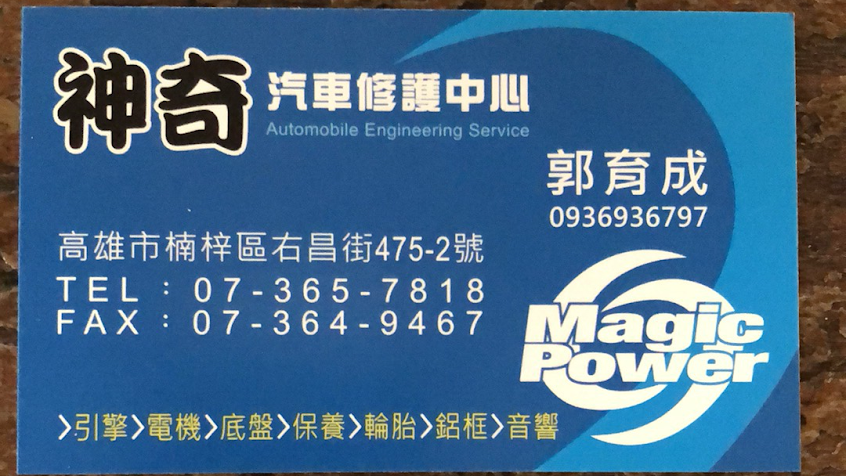 神奇 汽車修護中心
Automobile Engineering Service
郭育成
0936936797
高雄市楠梓區右昌街475-2號
TEL：07-365-7818
FAX：07-364-9467
Magic
Power
>引擎>電機>底盤>保養>輪胎>鋁框>音響